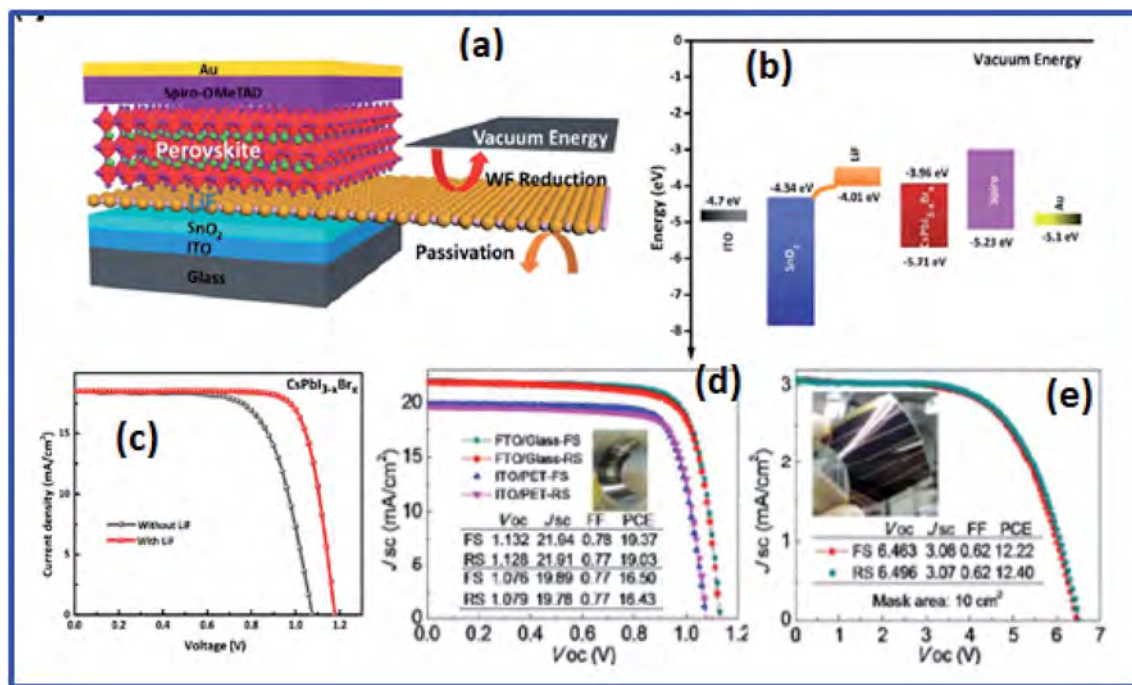 (a)
Au
Spiro-OMeTAD
Perovskite
LiF
SnO2
ITO
Glass
Vacuum Energy
WF Reduction
Passivation
(b)
Vacuum Energy
Energy (eV)
0
-1
-2
-3
-4
-5
-6
-7
-8
-4.7 eV
ITO
-4.34 eV
SnO2
LiF
-4.01 eV
-3.96 eV
CsPbI3-xBrx
-5.71 eV
Spiro
-5.23 eV
Au
-5.1 eV
(c)
CsPbI3-xBrx
Current density (mA/cm2)
15
10
5
0
Without LiF
With LiF
0.0 0.2 0.4 0.6 0.8 1.0 1.2
Voltage [V]
(d)
Jsc (mA/cm2)
20
15
10
5
0
FTO/Glass-FS
FTO/Glass-RS
ITO/PET-FS
ITO/PET-RS
Voc Jsc FF PCE
FS 1.132 21.94 0.78 19.37
RS 1.128 21.91 0.77 19.03
FS 1.076 19.89 0.77 16.50
RS 1.079 19.78 0.77 16.43
0.0 0.2 0.4 0.6 0.8 1.0 1.2
Voc (V)
(e)
Jsc (mA/cm2)
3
2
1
0
Voc Jsc FF PCE
FS 6.463 3.08 0.62 12.22
RS 6.496 3.07 0.62 12.40
Mask area: 10 cm2
0 1 2 3 4 5 6 7
Voc (V)